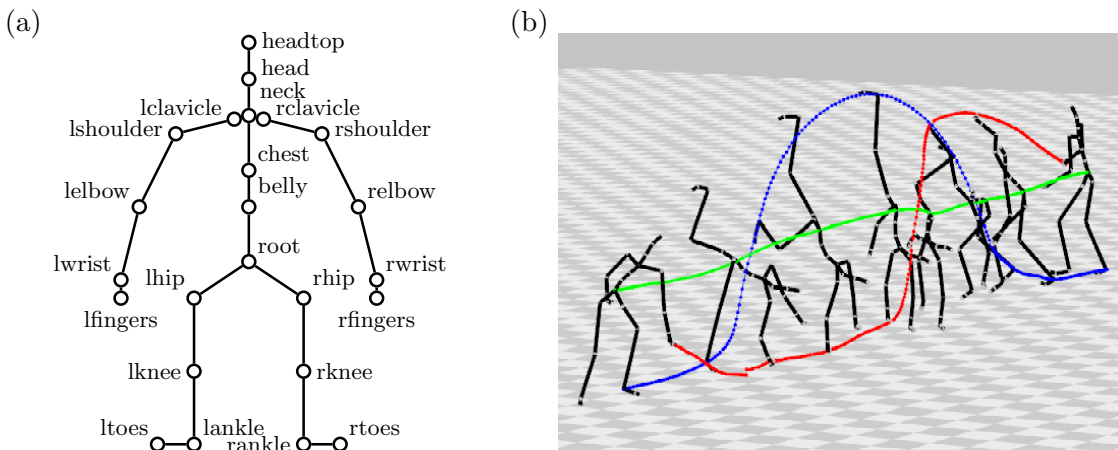 (a)
(b)
headtop
head
neck
lclavicle
rclavicle
lshoulder
rshoulder
chest
belly
lelbow
relbow
root
lwrist
lhip
rhip
rwrist
lfingers
rfingers
lknee
rknee
ltoes
lankle
rankle
rtoes